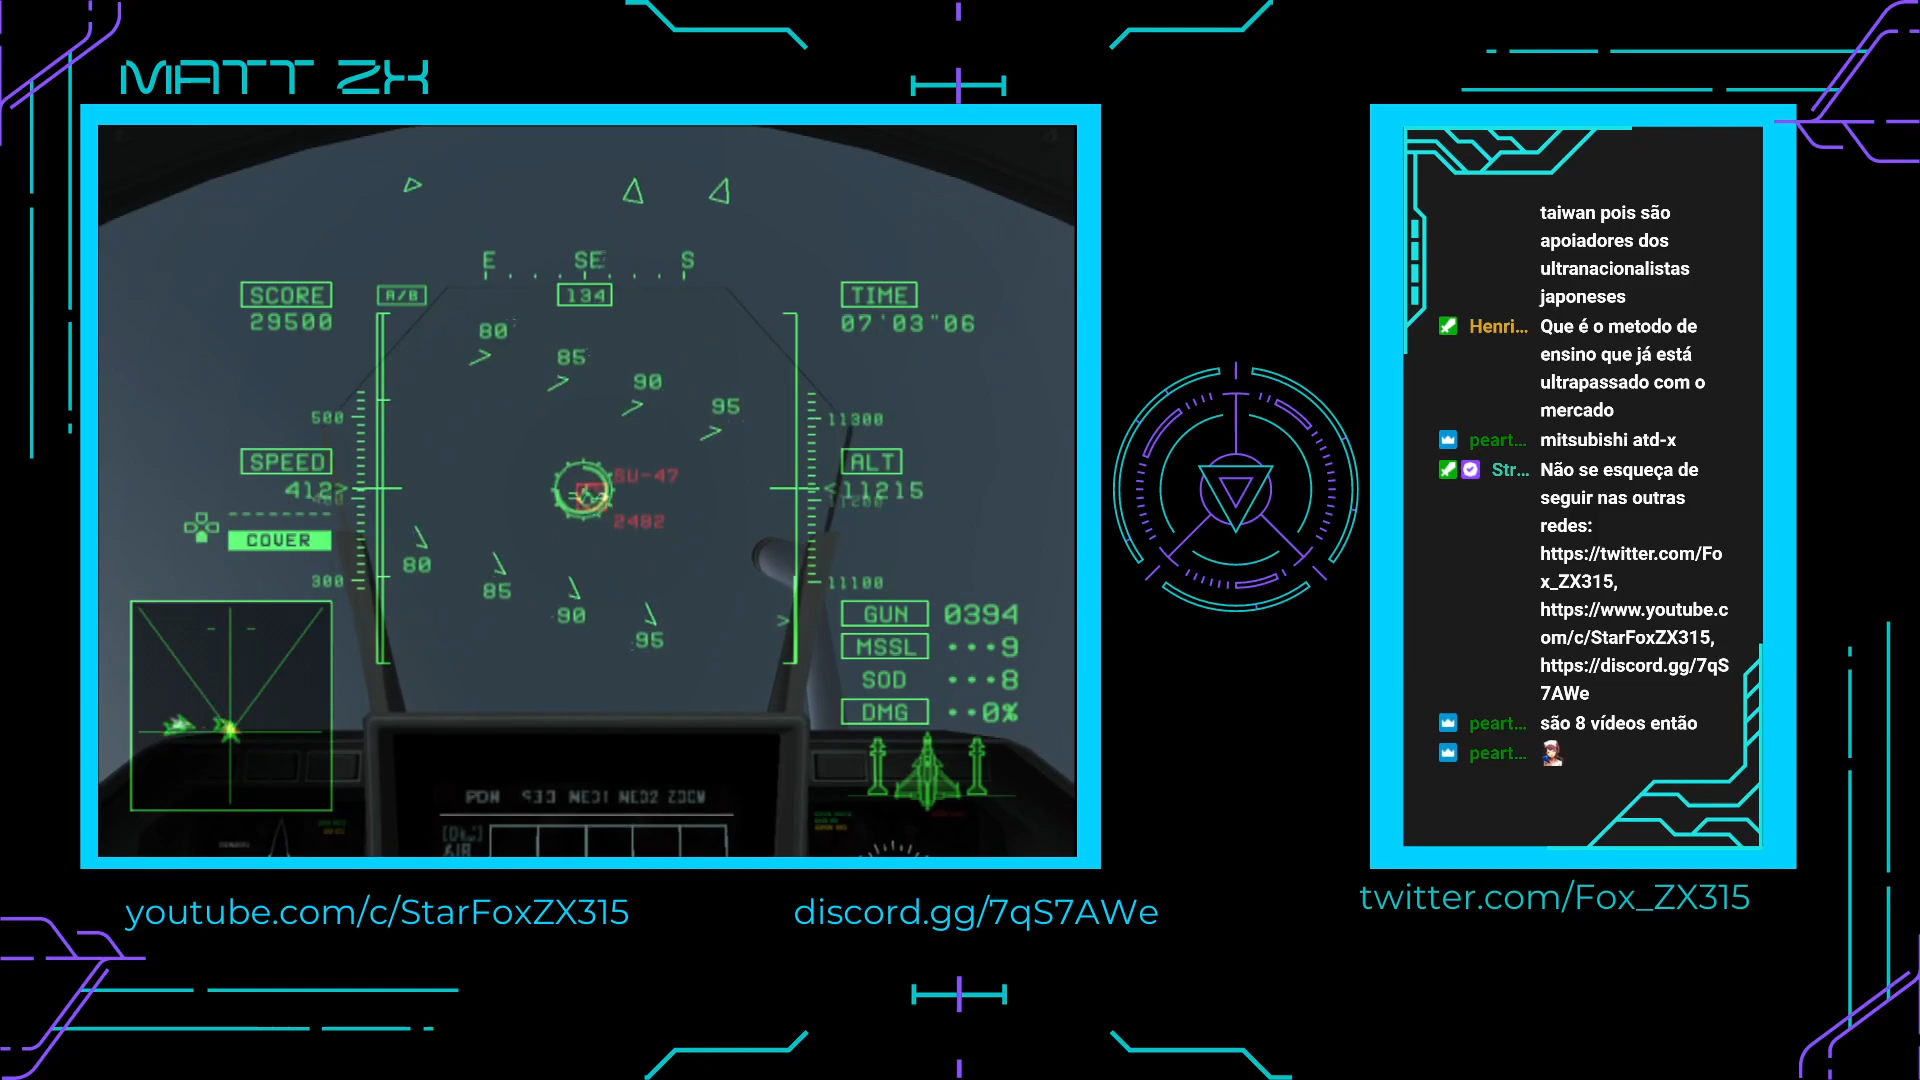 MATT ZX
E SE S
SCORE
29500
A/B
134
TIME
07'03"06
80
85
90
95
500
11300
SPEED
412
SU-47
2482
ALT
11215
COVER
300
11100
80
85
90
95
GUN 0394
MSSL 9
SOD 8
DMG 0%
taiwan pois são
apoiadores dos
ultranacionalistas
japoneses
Henri... Que é o metodo de
ensino que já está
ultrapassado com o
mercado
peart... mitsubishi atd-x
Str... Não se esqueça de
seguir nas outras
redes:
https://twitter.com/Fo
x_ZX315,
https://www.youtube.c
om/c/StarFoxZX315,
https://discord.gg/7qS
7AWe
peart... são 8 vídeos então
peart...
youtube.com/c/StarFoxZX315
discord.gg/7qS7AWe
twitter.com/Fox_ZX315